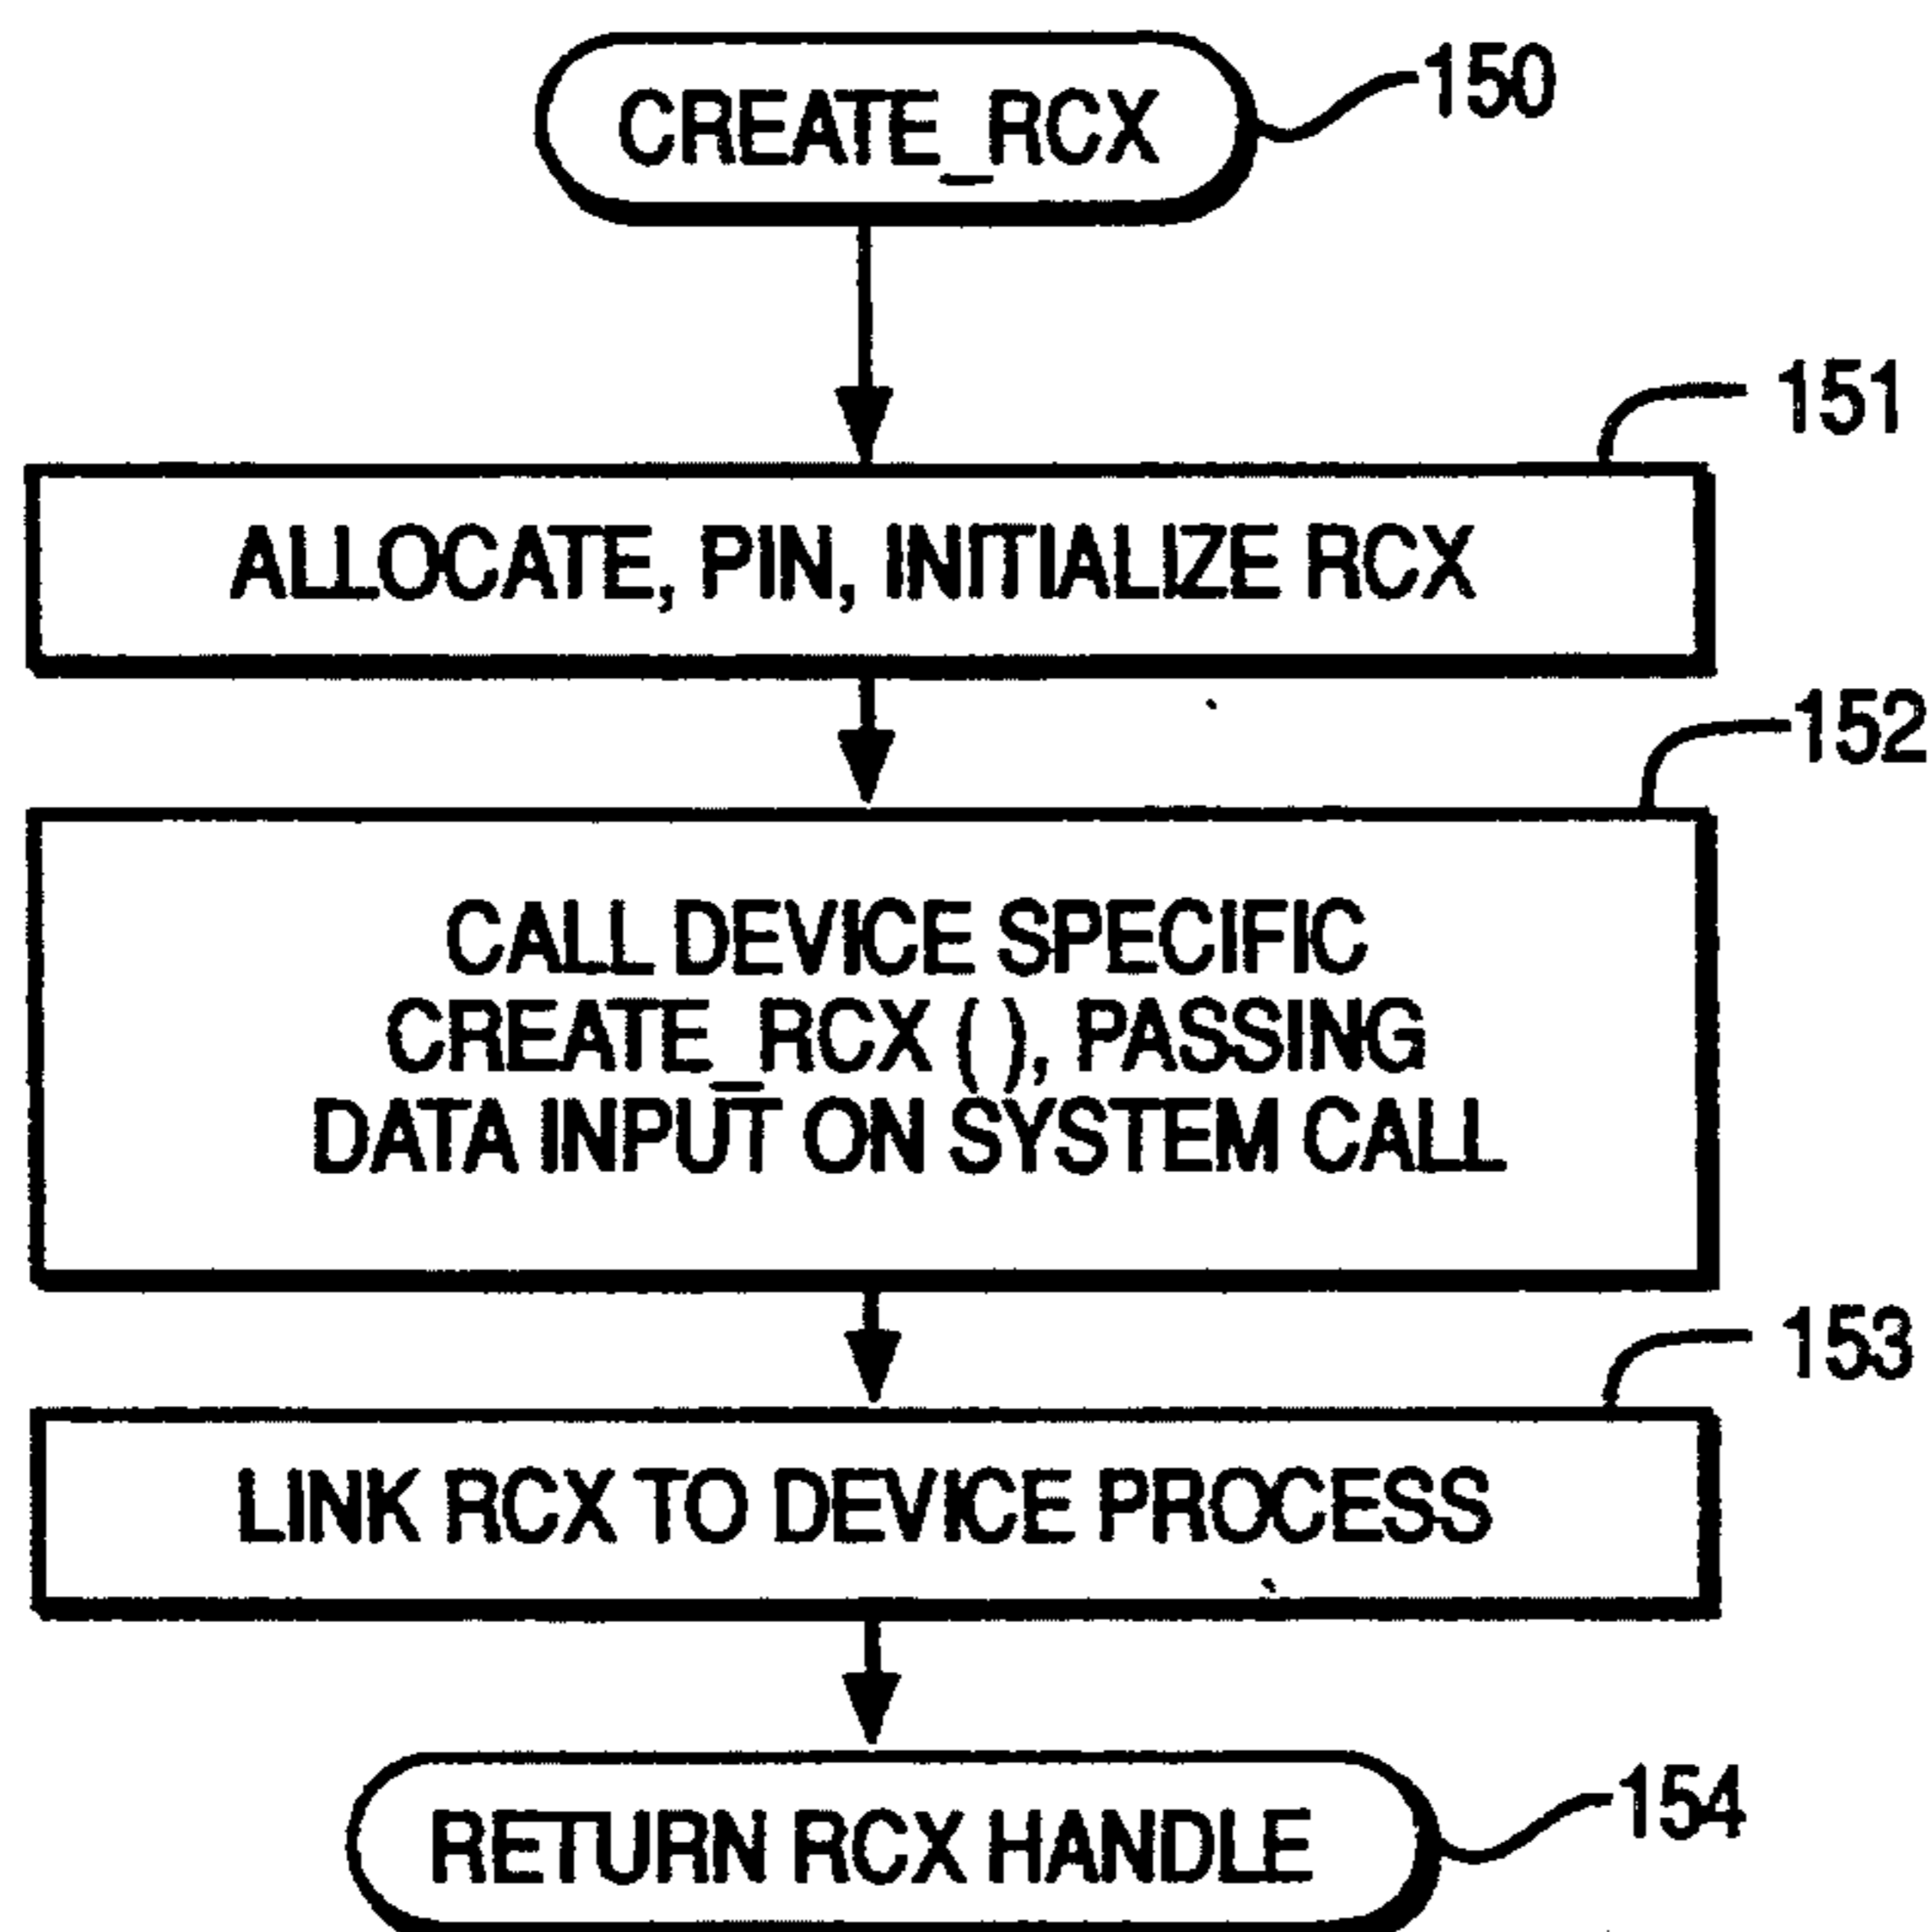 CREATE_RCX
150
151
ALLOCATE, PIN, INITIALIZE RCX
152
CALL DEVICE SPECIFIC
CREATE_RCX ( ), PASSING
DATA INPUT ON SYSTEM CALL
153
LINK RCX TO DEVICE PROCESS
RETURN RCX HANDLE
154